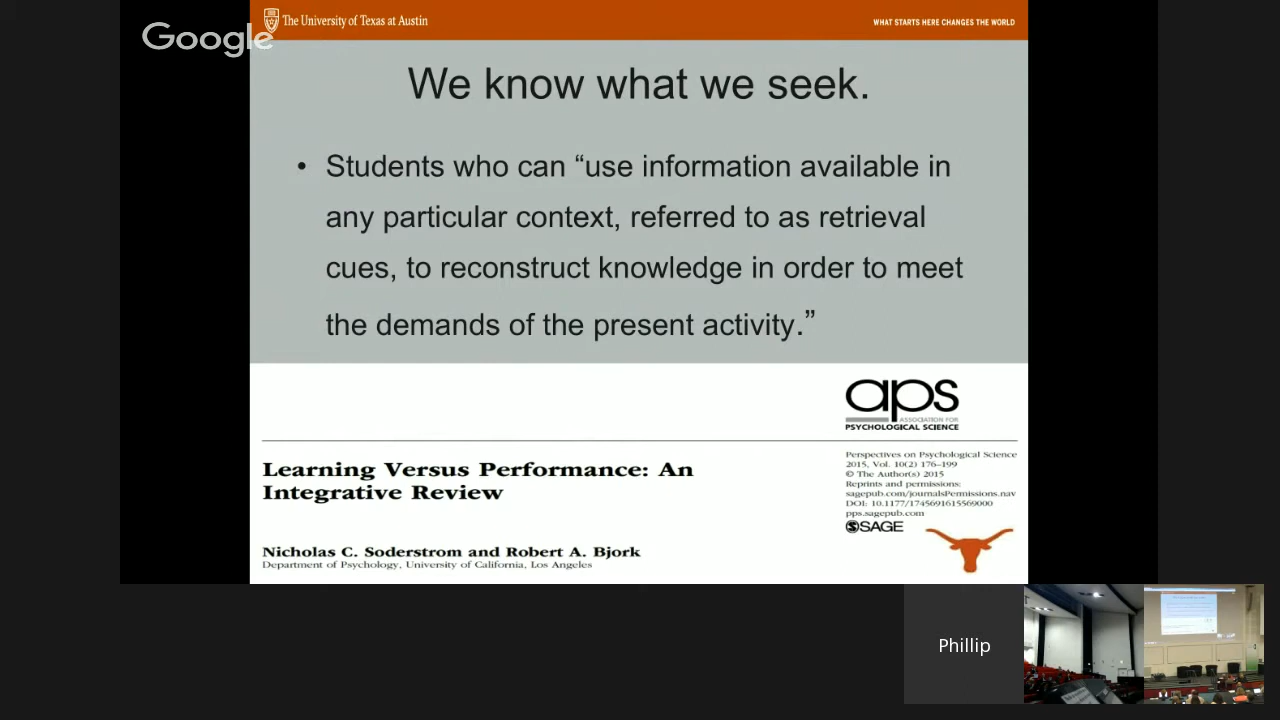 Google
The University of Texas at Austin
WHAT STARTS HERE CHANGES THE WORLD
We know what we seek.
• Students who can “use information available in
any particular context, referred to as retrieval
cues, to reconstruct knowledge in order to meet
the demands of the present activity.”
aps
ASSOCIATION FOR
PSYCHOLOGICAL SCIENCE
Learning Versus Performance: An
Integrative Review
Perspectives on Psychological Science
2015, Vol. 10(2) 176–199
© The Author(s) 2015
Reprints and permissions:
sagepub.com/journalsPermissions.nav
DOI: 10.1177/1745691615569000
pps.sagepub.com
SAGE
Nicholas C. Soderstrom and Robert A. Bjork
Department of Psychology, University of California, Los Angeles
Phillip